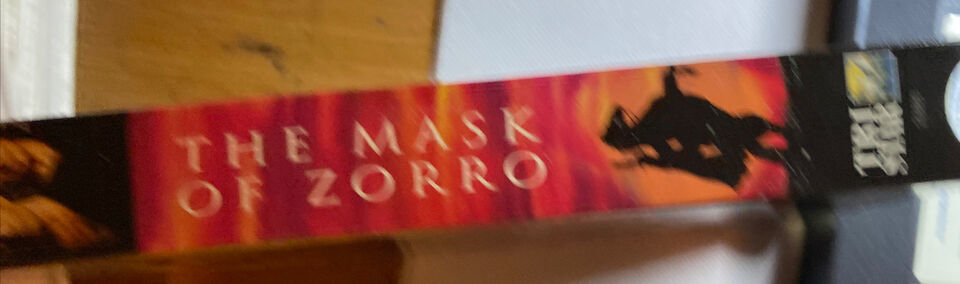 THE MASK
OF ZORRO